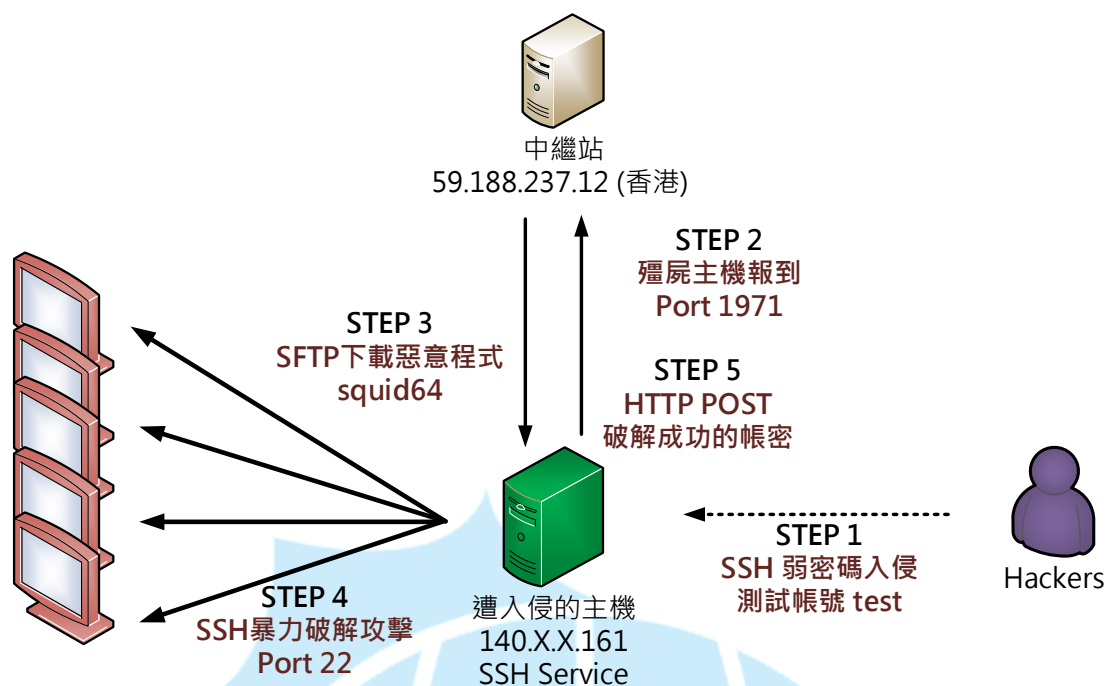 中繼站
59.188.237.12 (香港)
STEP 2
殭屍主機報到
Port 1971
STEP 3
SFTP下載惡意程式
squid64
STEP 5
HTTP POST
破解成功的帳密
STEP 1
SSH 弱密碼入侵
測試帳號 test
Hackers
STEP 4
SSH暴力破解攻擊
Port 22
遭入侵的主機
140.X.X.161
SSH Service